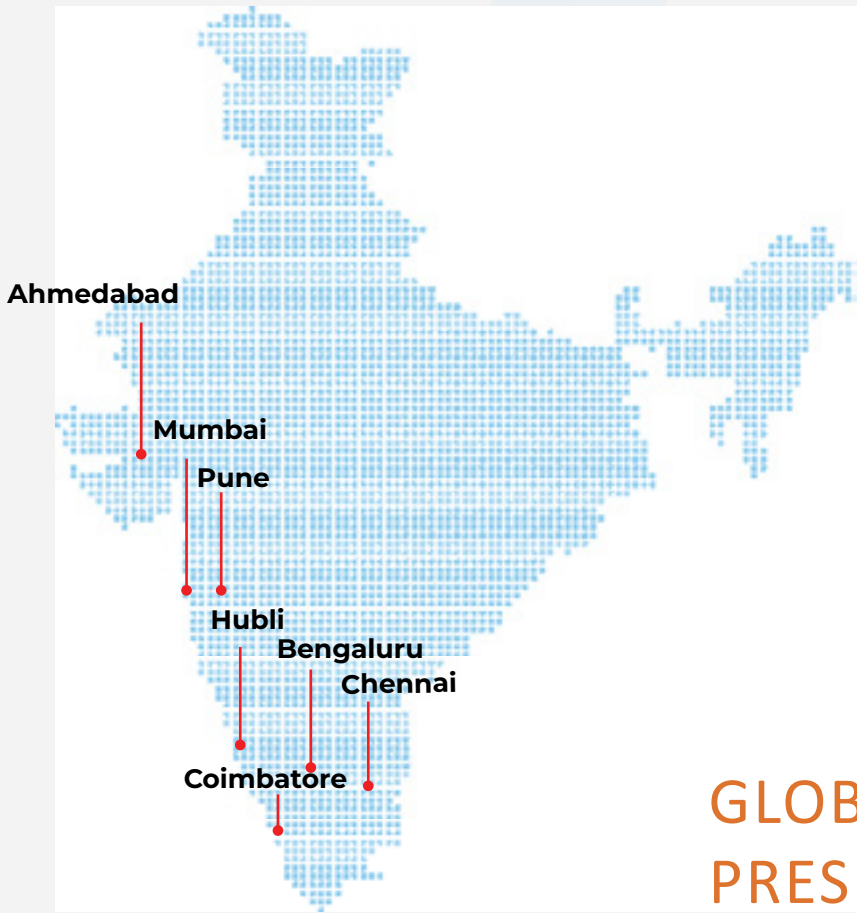 Ahmedabad
Mumbai
Pune
Hubli
Bengaluru
Chennai
Coimbatore
GLOB
PRES